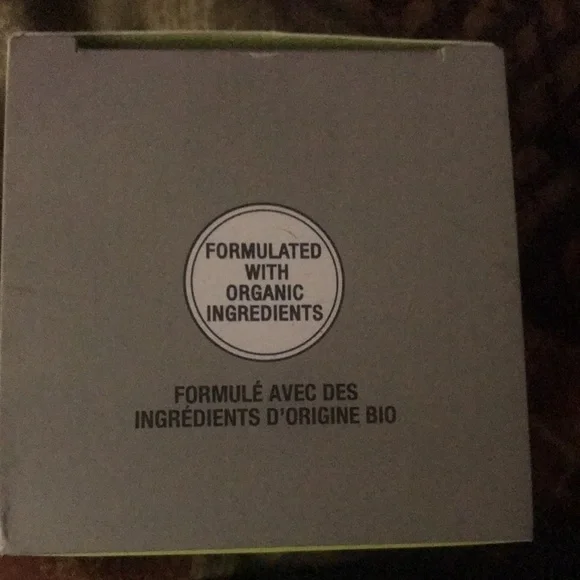 FORMULATED
WITH
ORGANIC
INGREDIENTS
FORMULÉ AVEC DES
INGRÉDIENTS D'ORIGINE BIO